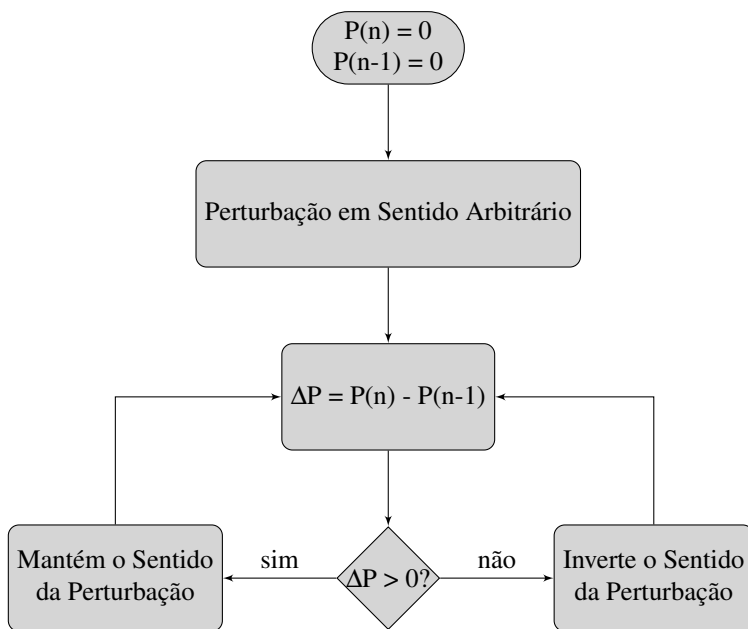 P(n) = 0
P(n-1) = 0
Perturbação em Sentido Arbitrário
ΔP = P(n) - P(n-1)
Mantém o Sentido
da Perturbação
sim
ΔP > 0?
não
Inverte o Sentido
da Perturbação